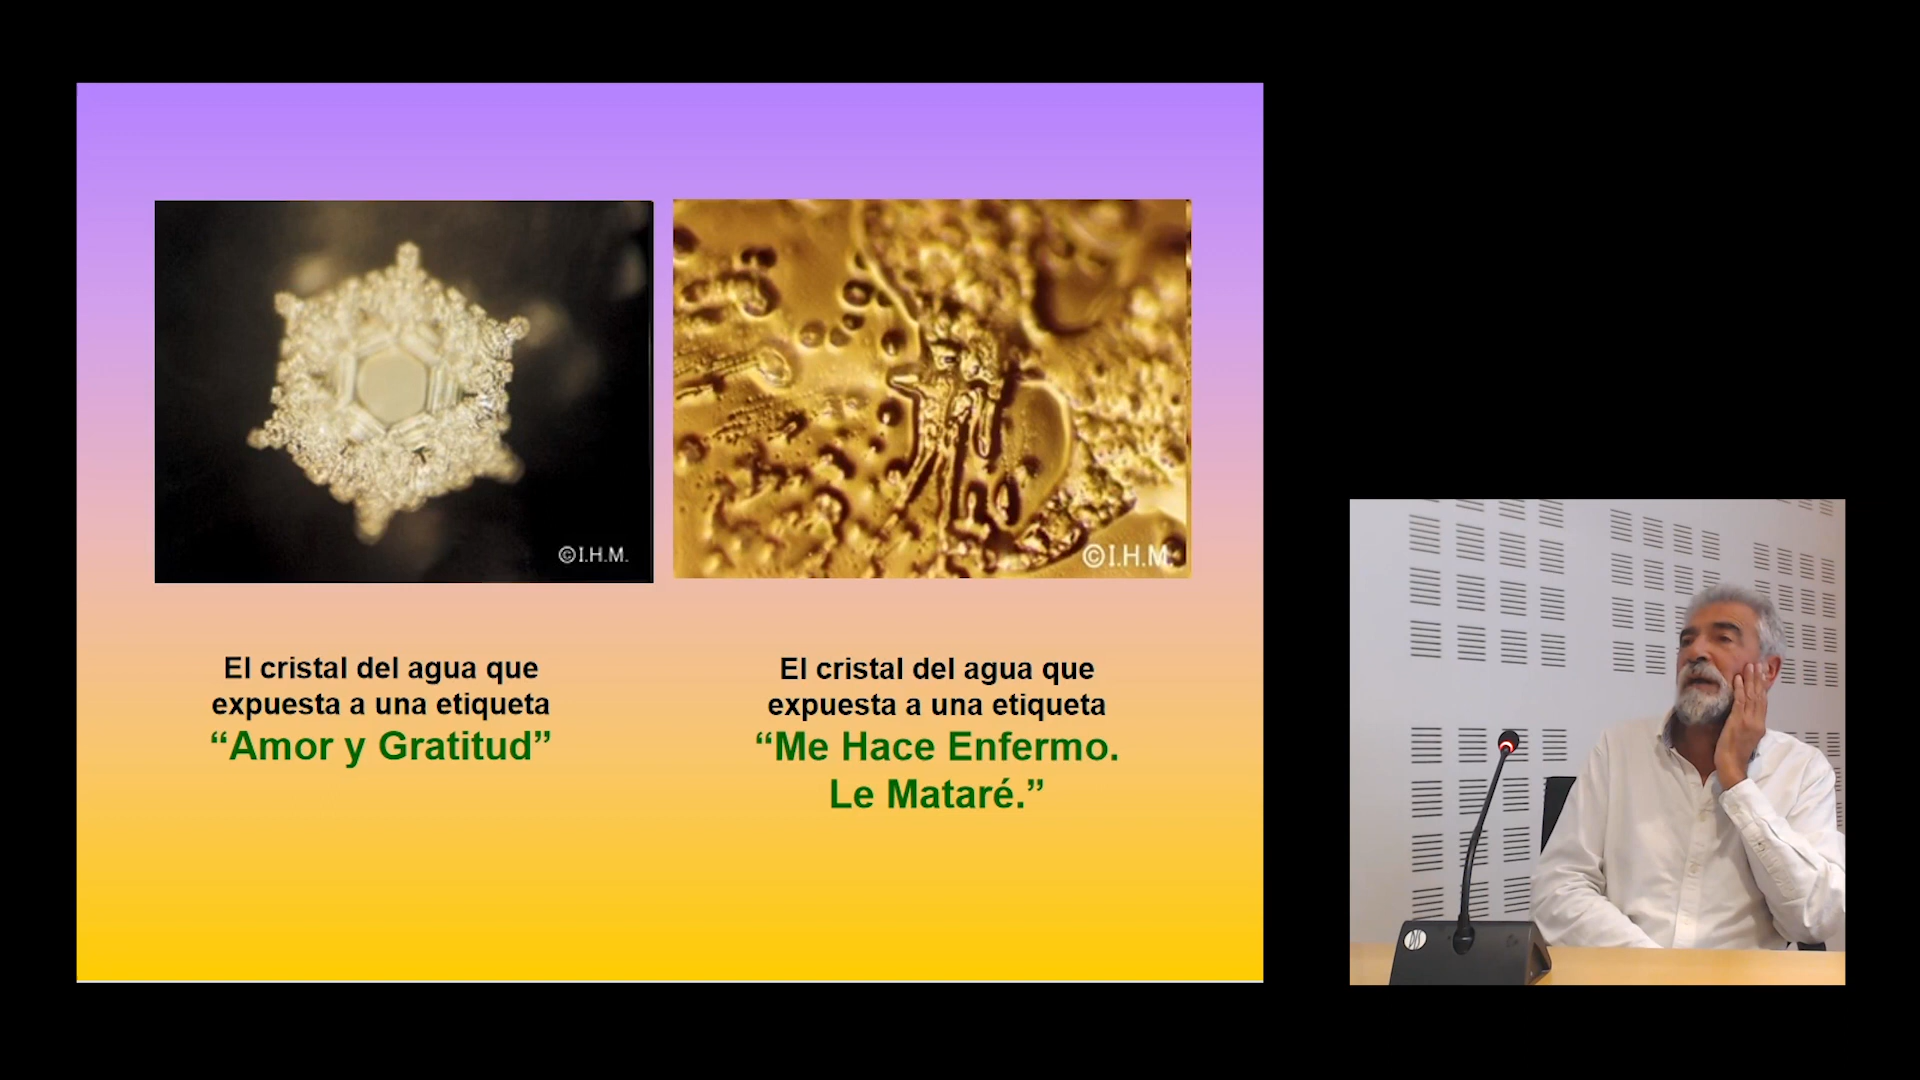 ©I.H.M.
©I.H.M.
El cristal del agua que
expuesta a una etiqueta
“Amor y Gratitud”
El cristal del agua que
expuesta a una etiqueta
“Me Hace Enfermo.
Le Mataré.”